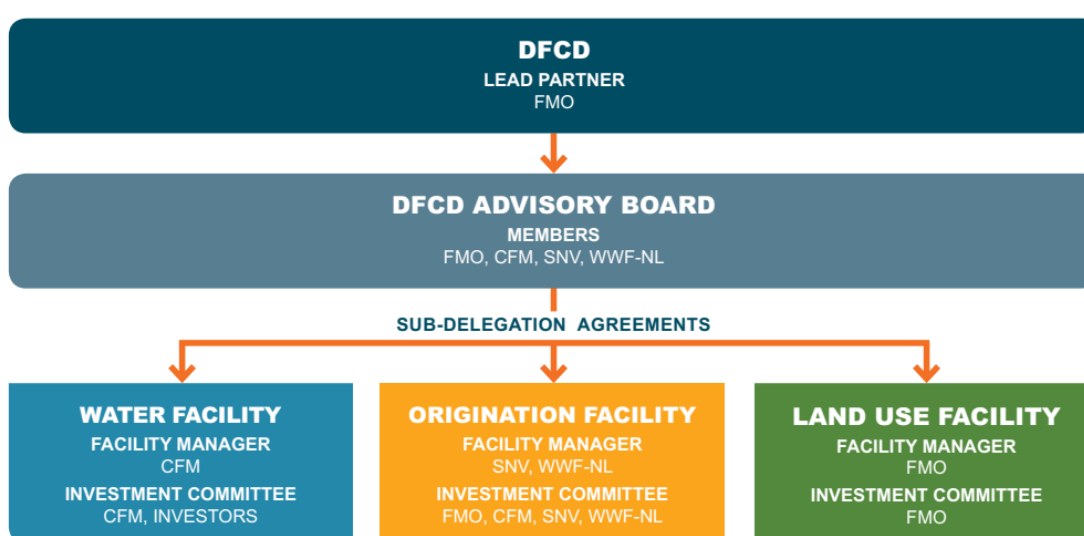 DFCD
LEAD PARTNER
FMO
DFCD ADVISORY BOARD
MEMBERS
FMO, CFM, SNV, WWF-NL
SUB-DELEGATION AGREEMENTS
WATER FACILITY
FACILITY MANAGER
CFM
INVESTMENT COMMITTEE
CFM, INVESTORS
ORIGINATION FACILITY
FACILITY MANAGER
SNV, WWF-NL
INVESTMENT COMMITTEE
FMO, CFM, SNV, WWF-NL
LAND USE FACILITY
FACILITY MANAGER
FMO
INVESTMENT COMMITTEE
FMO